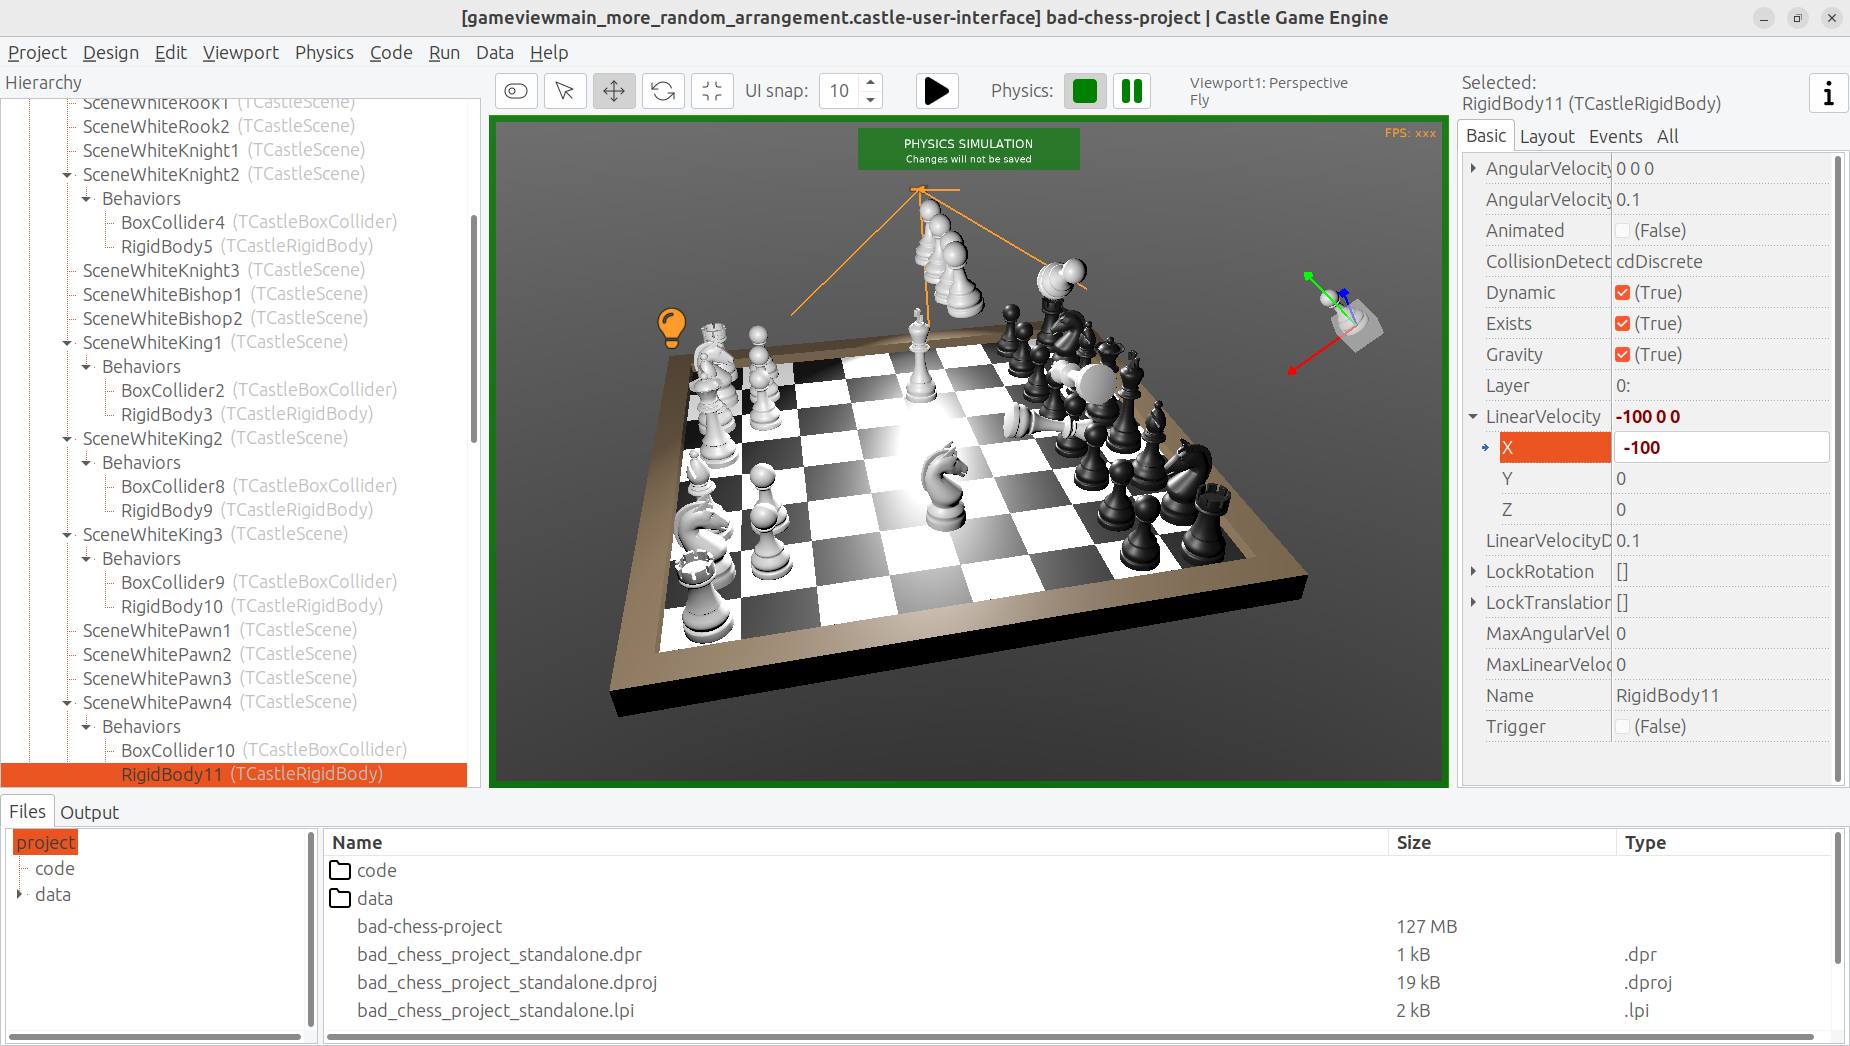 [gameviewmain_more_random_arrangement.castle-user-interface] bad-chess-project | Castle Game Engine
Project Design Edit Viewport Physics Code Run Data Help
Hierarchy
SceneWhiteRook1 (TCastleScene)
SceneWhiteRook2 (TCastleScene)
SceneWhiteKnight1 (TCastleScene)
SceneWhiteKnight2 (TCastleScene)
Behaviors
BoxCollider4 (TCastleBoxCollider)
RigidBody5 (TCastleRigidBody)
SceneWhiteKnight3 (TCastleScene)
SceneWhiteBishop1 (TCastleScene)
SceneWhiteBishop2 (TCastleScene)
SceneWhiteKing1 (TCastleScene)
Behaviors
BoxCollider2 (TCastleBoxCollider)
RigidBody3 (TCastleRigidBody)
SceneWhiteKing2 (TCastleScene)
Behaviors
BoxCollider8 (TCastleBoxCollider)
RigidBody9 (TCastleRigidBody)
SceneWhiteKing3 (TCastleScene)
Behaviors
BoxCollider9 (TCastleBoxCollider)
RigidBody10 (TCastleRigidBody)
SceneWhitePawn1 (TCastleScene)
SceneWhitePawn2 (TCastleScene)
SceneWhitePawn3 (TCastleScene)
SceneWhitePawn4 (TCastleScene)
Behaviors
BoxCollider10 (TCastleBoxCollider)
RigidBody11 (TCastleRigidBody)
UI snap: 10
Physics:
Viewport1: Perspective
Fly
PHYSICS SIMULATION
Changes will not be saved
FPS: xxx
Selected:
RigidBody11 (TCastleRigidBody)
i
Basic Layout Events All
AngularVelocity 0 0 0
AngularVelocity 0.1
Animated (False)
CollisionDetect cdDiscrete
Dynamic (True)
Exists (True)
Gravity (True)
Layer 0:
LinearVelocity -100 0 0
X -100
Y 0
Z 0
LinearVelocityD 0.1
LockRotation []
LockTranslation []
MaxAngularVel 0
MaxLinearVeloc 0
Name RigidBody11
Trigger (False)
Files Output
project
code
data
Name Size Type
code
data
bad-chess-project 127 MB
bad_chess_project_standalone.dpr 1 kB .dpr
bad_chess_project_standalone.dproj 19 kB .dproj
bad_chess_project_standalone.lpi 2 kB .lpi